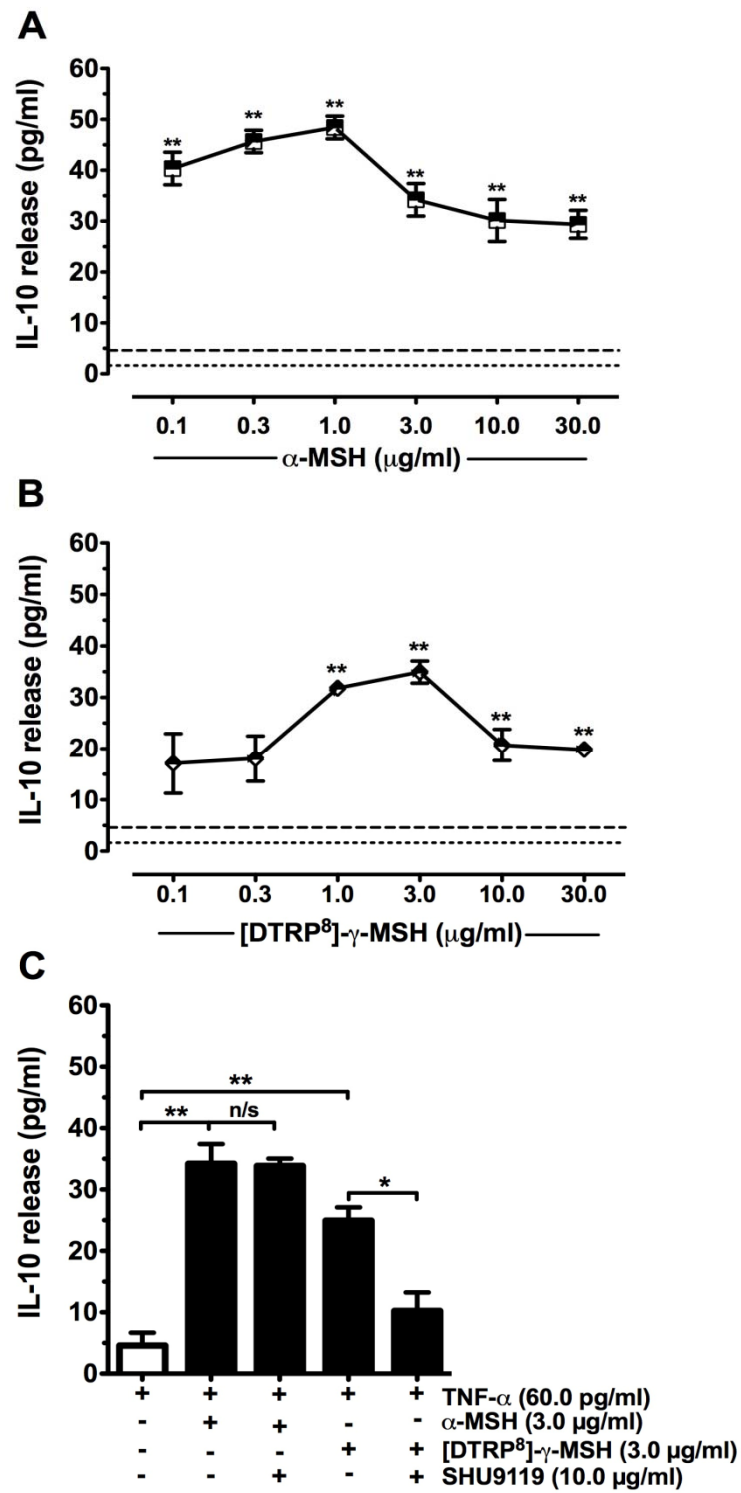 A
60
**
50
**
**
40
**
**
**
30
20
10
0
IL-10 release (pg/ml)
0.1 0.3 1.0 3.0 10.0 30.0
α-MSH (μg/ml)
B
60
50
40
**
**
30
**
**
20
10
0
IL-10 release (pg/ml)
0.1 0.3 1.0 3.0 10.0 30.0
[DTRP⁸]-γ-MSH (μg/ml)
C
60
50
**
40
** n/s
30
*
20
10
0
IL-10 release (pg/ml)
+ + + + + TNF-α (60.0 pg/ml)
- + + - - α-MSH (3.0 μg/ml)
- - - + + [DTRP⁸]-γ-MSH (3.0 μg/ml)
- - + - + SHU9119 (10.0 μg/ml)